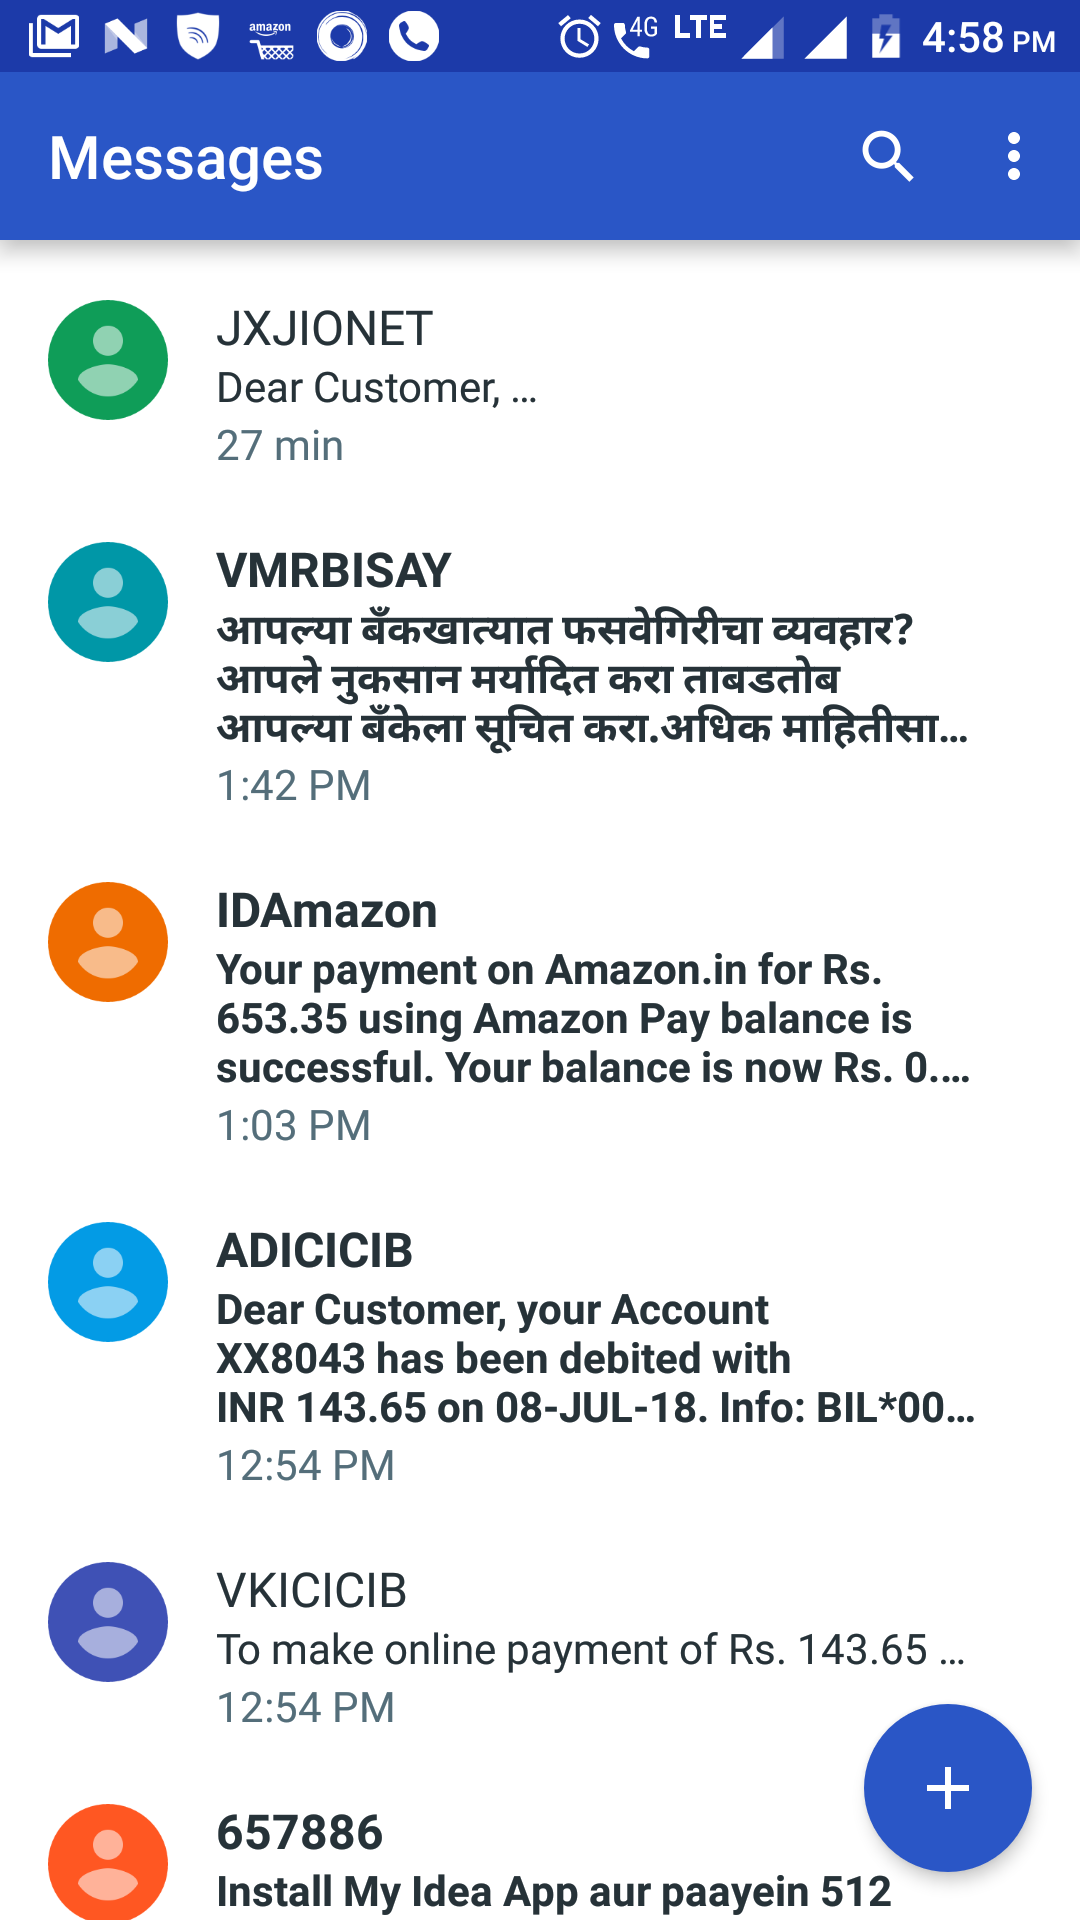 amazon
4G LTE 4:58 PM
Messages
JXJIONET
Dear Customer, …
27 min
VMRBISAY
आपल्या बँकखात्यात फसवेगिरीचा व्यवहार?
आपले नुकसान मर्यादित करा ताबडतोब
आपल्या बँकेला सूचित करा.अधिक माहितीसा…
1:42 PM
IDAmazon
Your payment on Amazon.in for Rs.
653.35 using Amazon Pay balance is
successful. Your balance is now Rs. 0.…
1:03 PM
ADICICIB
Dear Customer, your Account
XX8043 has been debited with
INR 143.65 on 08-JUL-18. Info: BIL*00…
12:54 PM
VKICICIB
To make online payment of Rs. 143.65 …
12:54 PM
657886
Install My Idea App aur paayein 512